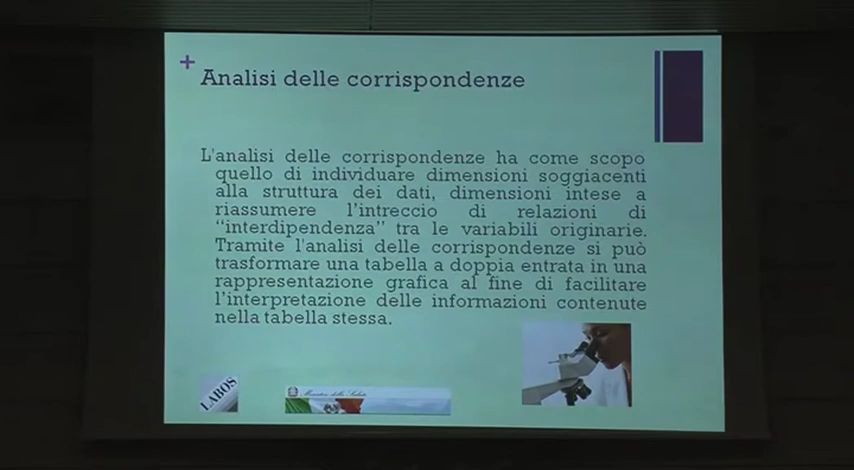 +
Analisi delle corrispondenze
L'analisi delle corrispondenze ha come scopo
quello di individuare dimensioni soggiacenti
alla struttura dei dati, dimensioni intese a
riassumere l'intreccio di relazioni di
“interdipendenza” tra le variabili originarie.
Tramite l'analisi delle corrispondenze si può
trasformare una tabella a doppia entrata in una
rappresentazione grafica al fine di facilitare
l'interpretazione delle informazioni contenute
nella tabella stessa.
LABOS
Ministero della Salute